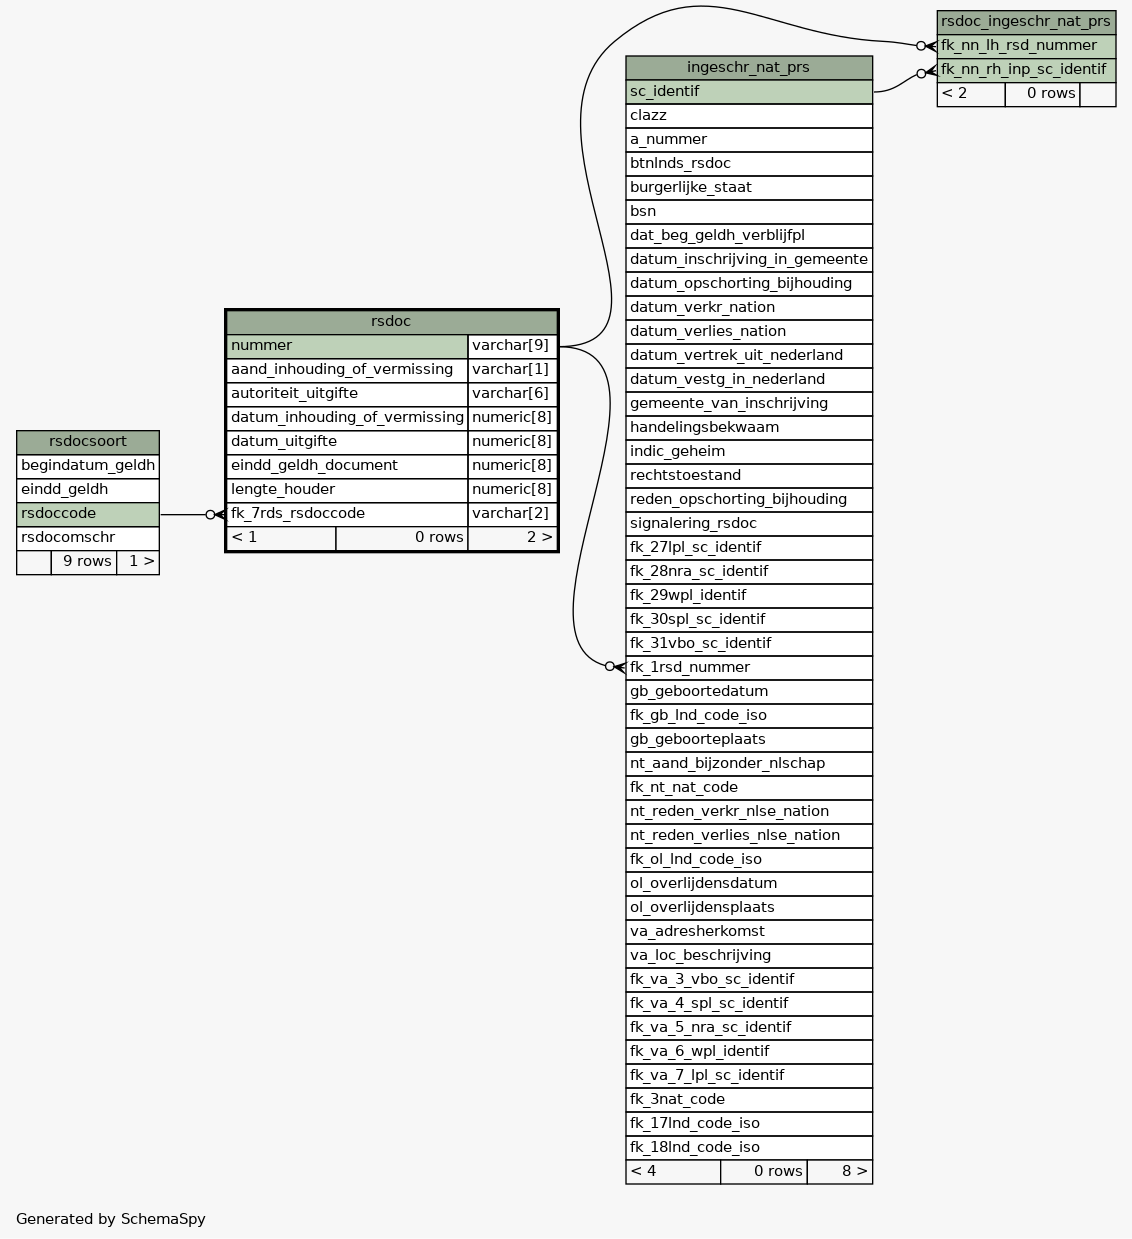 rsdoc_ingeschr_nat_prs
fk_nn_lh_rsd_nummer
fk_nn_rh_inp_sc_identif
< 2 0 rows
ingeschr_nat_prs
sc_identif
clazz
a_nummer
btnlnds_rsdoc
burgerlijke_staat
bsn
dat_beg_geldh_verblijfpl
datum_inschrijving_in_gemeente
datum_opschorting_bijhouding
datum_verkr_nation
datum_verlies_nation
datum_vertrek_uit_nederland
datum_vestg_in_nederland
gemeente_van_inschrijving
handelingsbekwaam
indic_geheim
rechtstoestand
reden_opschorting_bijhouding
signalering_rsdoc
fk_27lpl_sc_identif
fk_28nra_sc_identif
fk_29wpl_identif
fk_30spl_sc_identif
fk_31vbo_sc_identif
fk_1rsd_nummer
gb_geboortedatum
fk_gb_lnd_code_iso
gb_geboorteplaats
nt_aand_bijzonder_nlschap
fk_nt_nat_code
nt_reden_verkr_nlse_nation
nt_reden_verlies_nlse_nation
fk_ol_lnd_code_iso
ol_overlijdensdatum
ol_overlijdensplaats
va_adresherkomst
va_loc_beschrijving
fk_va_3_vbo_sc_identif
fk_va_4_spl_sc_identif
fk_va_5_nra_sc_identif
fk_va_6_wpl_identif
fk_va_7_lpl_sc_identif
fk_3nat_code
fk_17lnd_code_iso
fk_18lnd_code_iso
< 4 0 rows 8 >
rsdoc
nummer varchar[9]
aand_inhouding_of_vermissing varchar[1]
autoriteit_uitgifte varchar[6]
datum_inhouding_of_vermissing numeric[8]
datum_uitgifte numeric[8]
eindd_geldh_document numeric[8]
lengte_houder numeric[8]
fk_7rds_rsdoccode varchar[2]
< 1 0 rows 2 >
rsdocsoort
begindatum_geldh
eindd_geldh
rsdoccode
rsdocomschr
9 rows 1 >
Generated by SchemaSpy